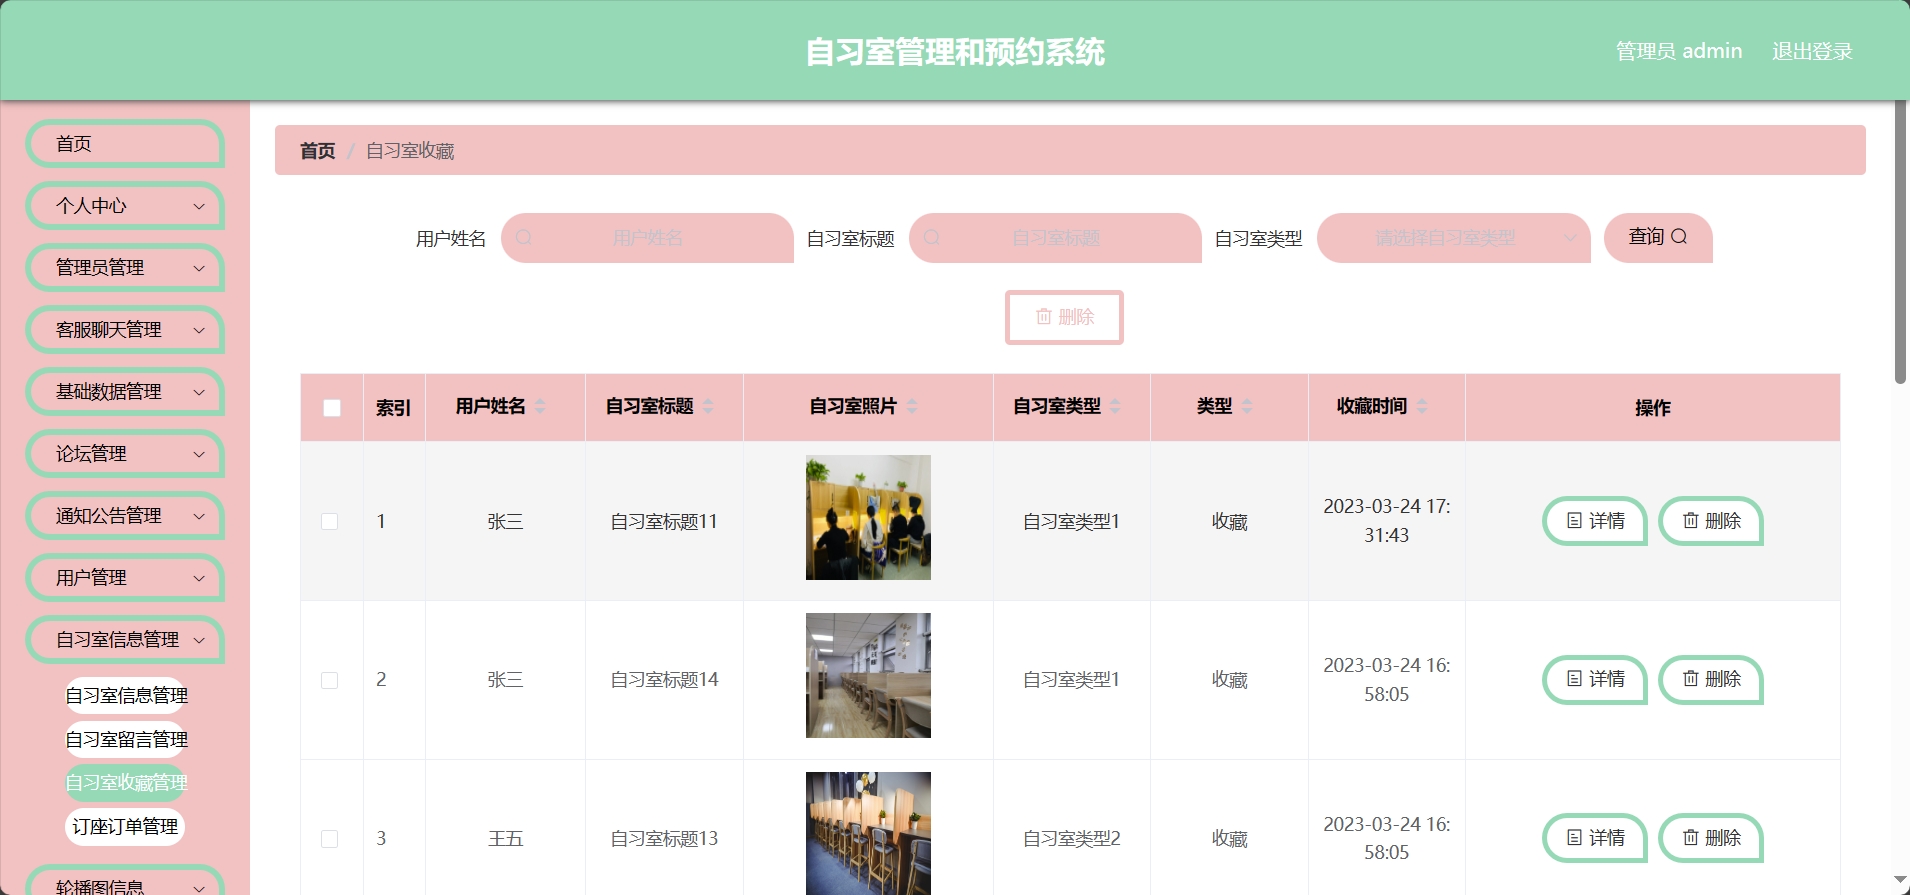 自习室管理和预约系统
管理员 admin
退出登录
首页
个人中心
管理员管理
客服聊天管理
基础数据管理
论坛管理
通知公告管理
用户管理
自习室信息管理
自习室信息管理
自习室留言管理
自习室收藏管理
订座订单管理
轮播图信息
首页 / 自习室收藏
用户姓名 用户姓名 自习室标题 自习室标题 自习室类型 请选择自习室类型 查询
删除
索引 用户姓名 自习室标题 自习室照片 自习室类型 类型 收藏时间 操作
1 张三 自习室标题11 自习室类型1 收藏 2023-03-24 17:
31:43
详情 删除
2 张三 自习室标题14 自习室类型1 收藏 2023-03-24 16:
58:05
详情 删除
3 王五 自习室标题13 自习室类型2 收藏 2023-03-24 16:
58:05
详情 删除